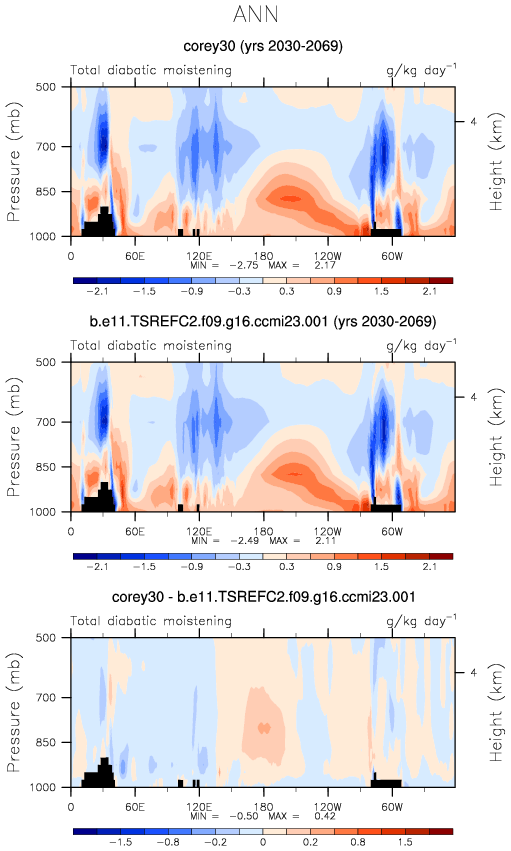 ANN
corey30 (yrs 2030-2069)
Total diabatic moistening g/kg day⁻¹
Pressure (mb)
Height (km)
500
700
850
1000
4
0 60E 120E 180 120W 60W
MIN = -2.75 MAX = 2.17
-2.1 -1.5 -0.9 -0.3 0.3 0.9 1.5 2.1
b.e11.TSREFC2.f09.g16.ccmi23.001 (yrs 2030-2069)
Total diabatic moistening g/kg day⁻¹
Pressure (mb)
Height (km)
500
700
850
1000
4
0 60E 120E 180 120W 60W
MIN = -2.49 MAX = 2.11
-2.1 -1.5 -0.9 -0.3 0.3 0.9 1.5 2.1
corey30 - b.e11.TSREFC2.f09.g16.ccmi23.001
Total diabatic moistening g/kg day⁻¹
Pressure (mb)
Height (km)
500
700
850
1000
4
0 60E 120E 180 120W 60W
MIN = -0.50 MAX = 0.42
-1.5 -0.8 -0.2 0 0.2 0.8 1.5